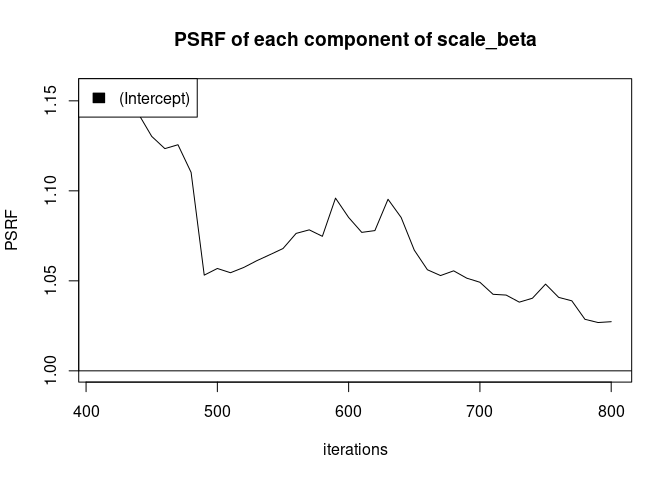 PSRF of each component of scale_beta
(Intercept)
PSRF
1.15
1.10
1.05
1.00
400 500 600 700 800
iterations